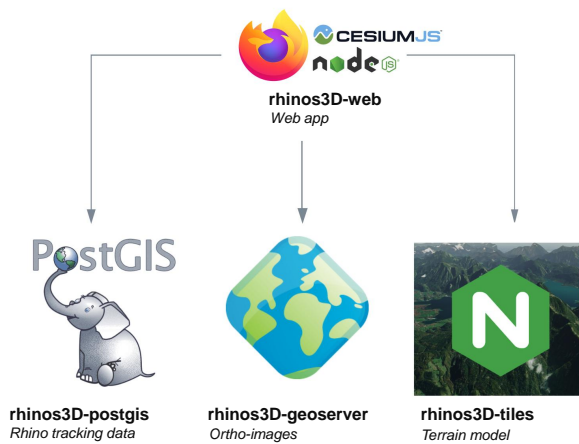 CESIUMJS
node JS
rhinos3D-web
Web app
PostGIS
N
rhinos3D-postgis
Rhino tracking data
rhinos3D-geoserver
Ortho-images
rhinos3D-tiles
Terrain model